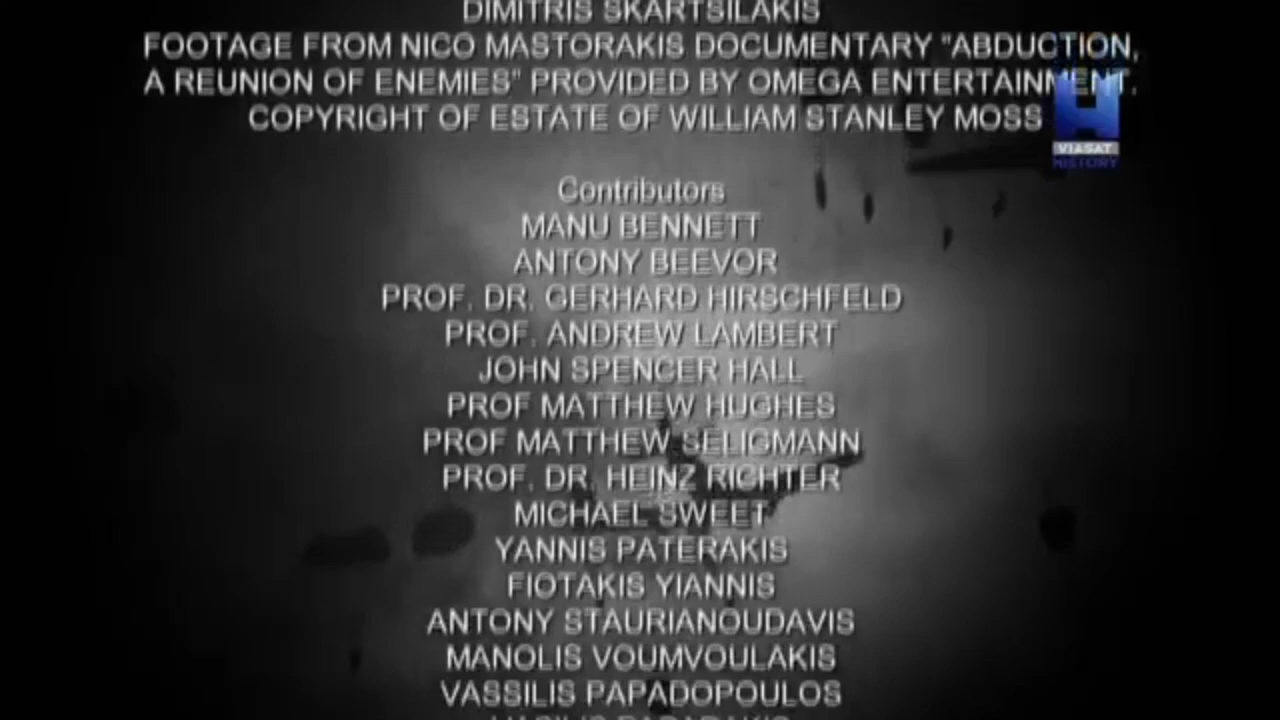 DIMITRIS SKARTSILAKIS
FOOTAGE FROM NICO MASTORAKIS DOCUMENTARY "ABDUCTION,
A REUNION OF ENEMIES" PROVIDED BY OMEGA ENTERTAINMENT.
COPYRIGHT OF ESTATE OF WILLIAM STANLEY MOSS
H
VIASAT
HISTORY
Contributors
MANU BENNETT
ANTONY BEEVOR
PROF. DR. GERHARD HIRSCHFELD
PROF. ANDREW LAMBERT
JOHN SPENCER HALL
PROF MATTHEW HUGHES
PROF MATTHEW SELIGMANN
PROF. DR. HEINZ RICHTER
MICHAEL SWEET
YANNIS PATERAKIS
FIOTAKIS YIANNIS
ANTONY STAURIANOUDAVIS
MANOLIS VOUMVOULAKIS
VASSILIS PAPADOPOULOS